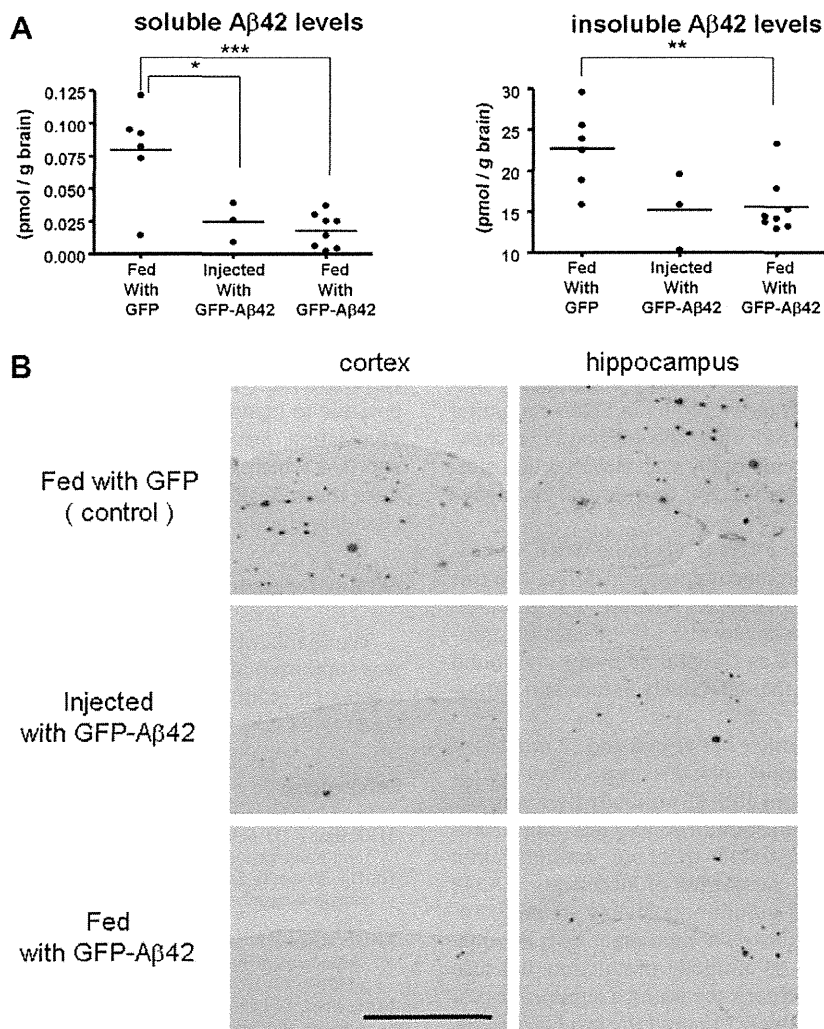 A
soluble Aβ42 levels
***
*
(pmol / g brain)
0.125
0.100
0.075
0.050
0.025
0.000
Fed
With
GFP
Injected
With
GFP-Aβ42
Fed
With
GFP-Aβ42
insoluble Aβ42 levels
**
(pmol / g brain)
30
25
20
15
10
Fed
With
GFP
Injected
With
GFP-Aβ42
Fed
With
GFP-Aβ42
B
cortex
hippocampus
Fed with GFP
( control )
Injected
with GFP-Aβ42
Fed
with GFP-Aβ42